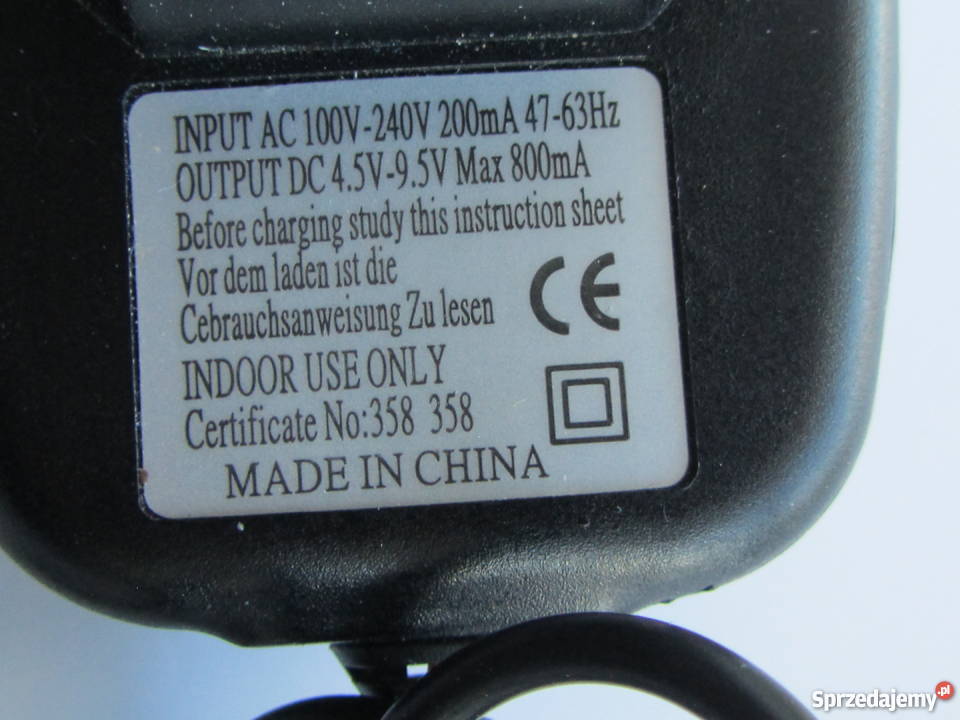 INPUT AC 100V-240V 200mA 47-63Hz
OUTPUT DC 4.5V-9.5V Max 800mA
Before charging study this instruction sheet
Vor dem laden ist die
Cebrauchsanweisung Zu lesen
CE
INDOOR USE ONLY
Certificate No:358 358
MADE IN CHINA
Sprzedajemy.pl